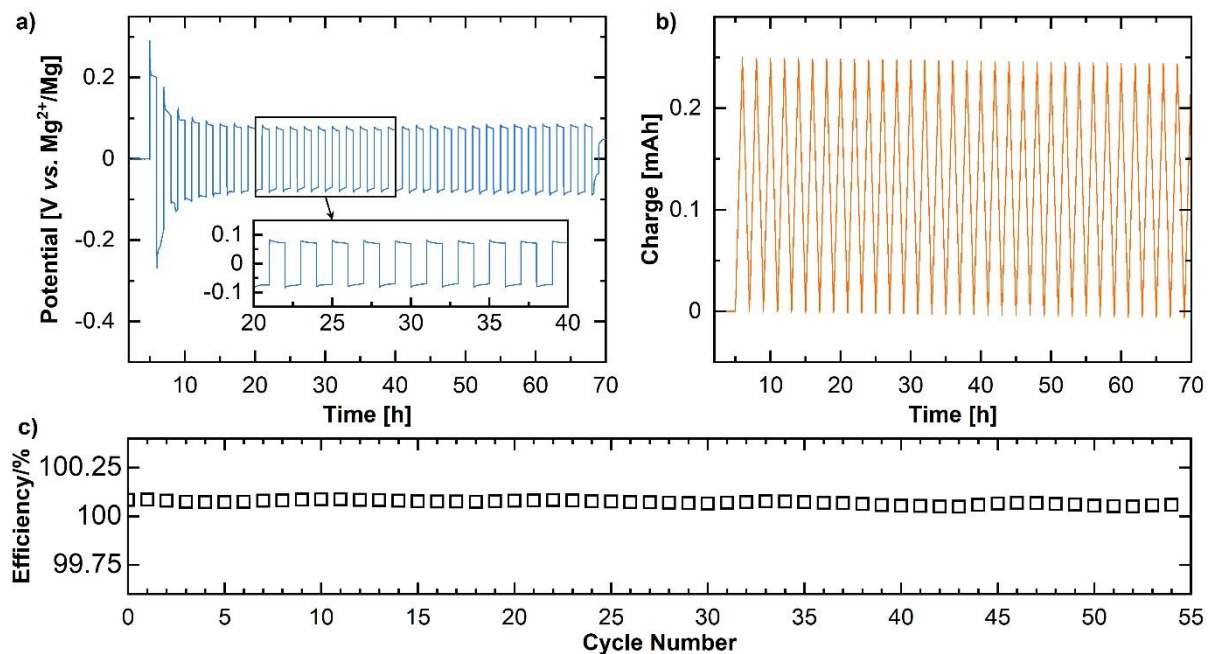 a)
Potential [V vs. Mg2+/Mg]
0.2
0
-0.2
-0.4
0.1
0
-0.1
20 25 30 35 40
10 20 30 40 50 60 70
Time [h]
b)
Charge [mAh]
0.2
0.1
0
10 20 30 40 50 60 70
Time [h]
c)
Efficiency/%
100.25
100
99.75
0 5 10 15 20 25 30 35 40 45 50 55
Cycle Number